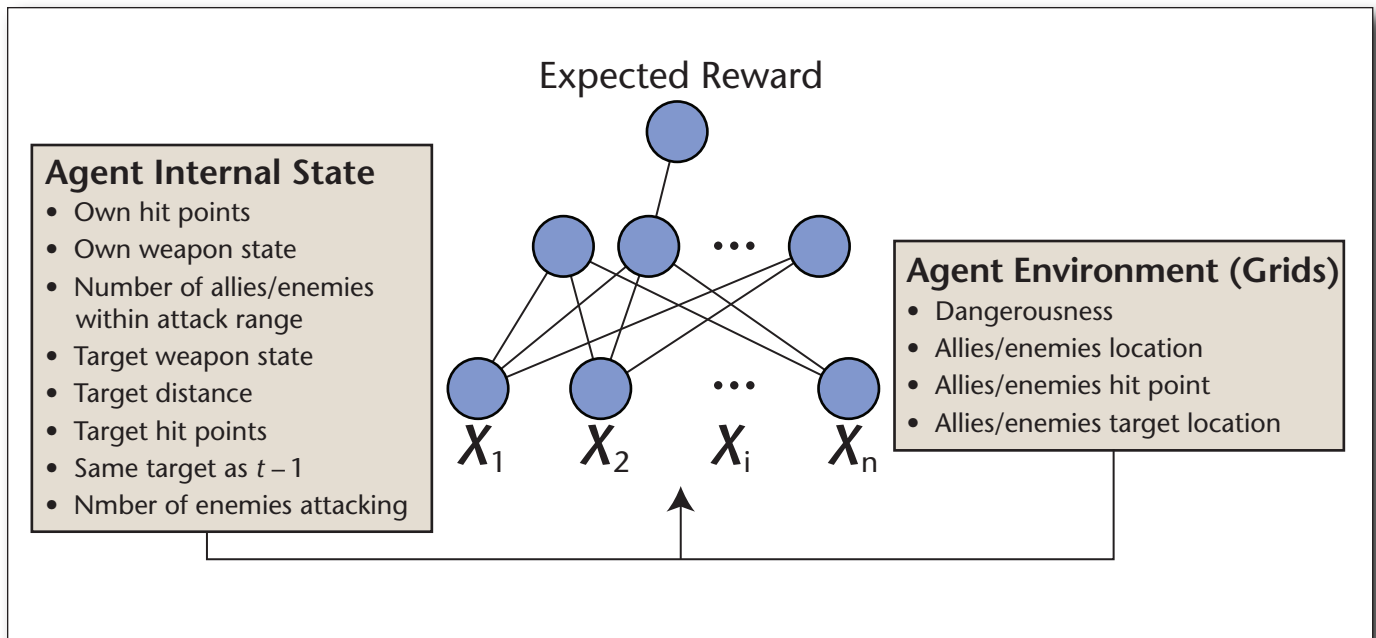 Expected Reward
Agent Internal State
• Own hit points
• Own weapon state
• Number of allies/enemies
within attack range
• Target weapon state
• Target distance
• Target hit points
• Same target as t – 1
• Nmber of enemies attacking
Agent Environment (Grids)
• Dangerousness
• Allies/enemies location
• Allies/enemies hit point
• Allies/enemies target location
...
...
X1 X2 Xi Xn